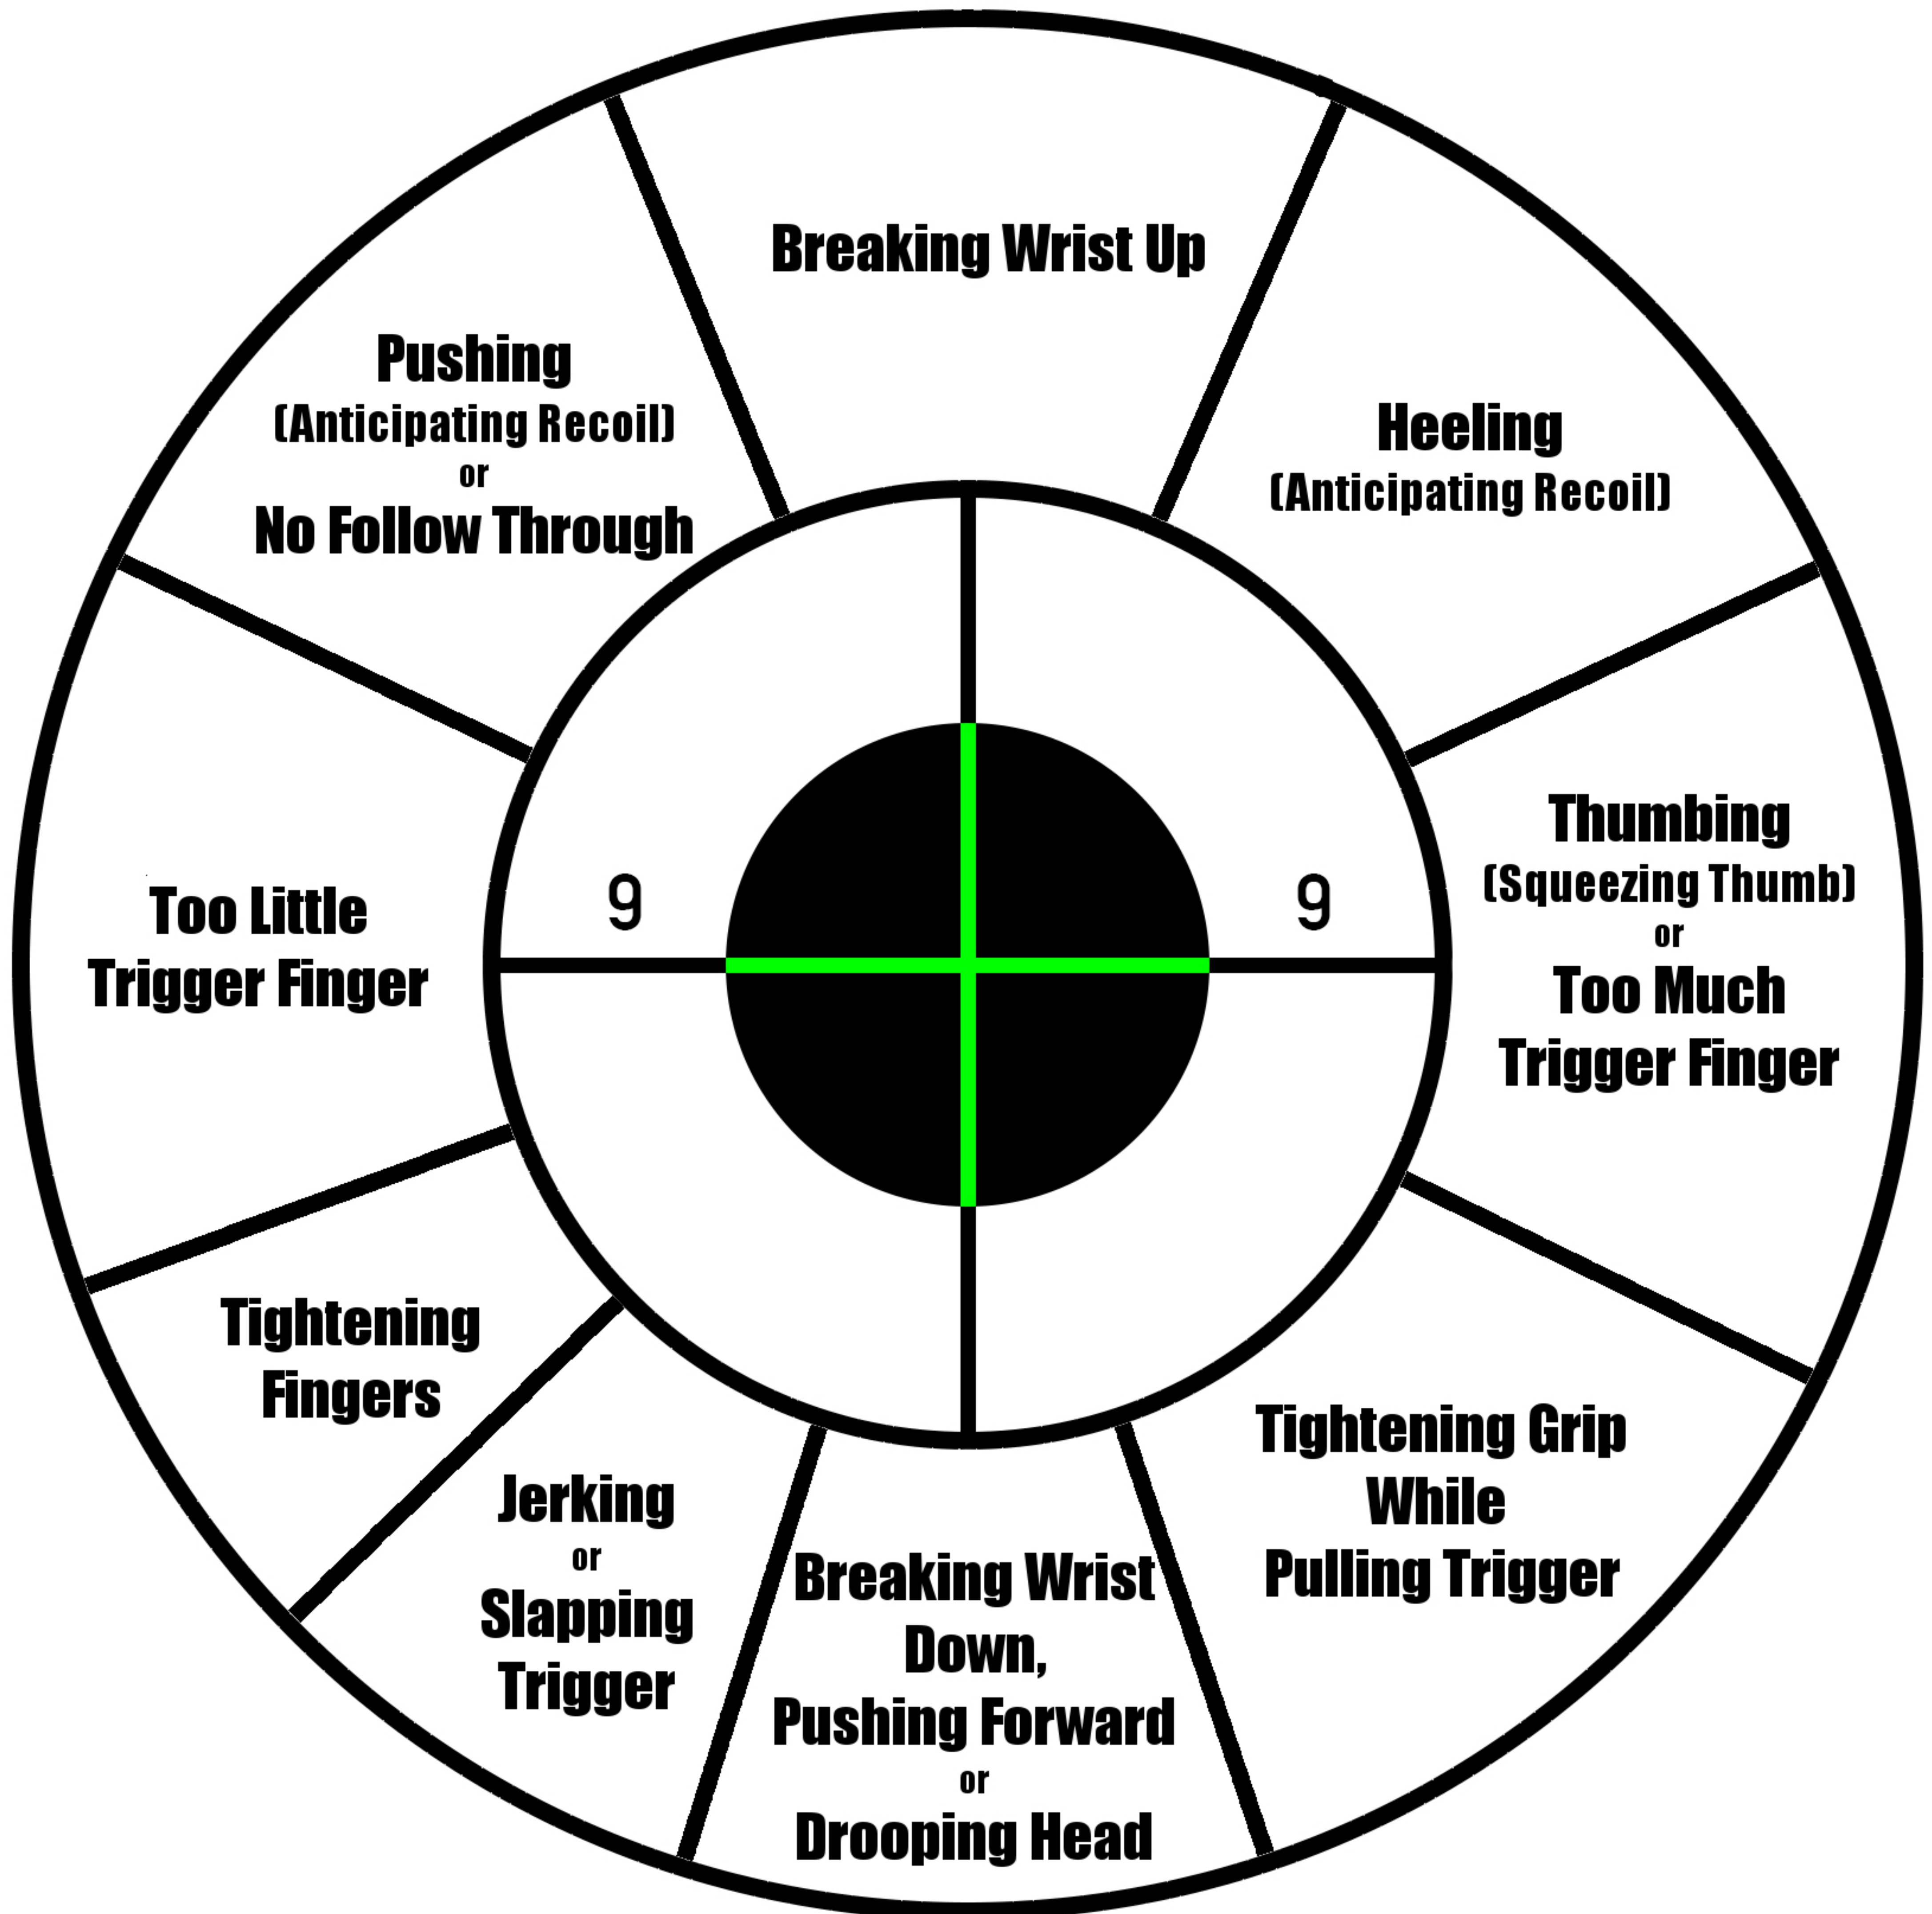 Breaking Wrist Up
Pushing
(Anticipating Recoil)
or
No Follow Through
Heeling
(Anticipating Recoil)
Thumbing
(Squeezing Thumb)
or
Too Much
Trigger Finger
9
9
Too Little
Trigger Finger
Tightening
Fingers
Jerking
or
Slapping
Trigger
Breaking Wrist
Down,
Pushing Forward
or
Drooping Head
Tightening Grip
While
Pulling Trigger